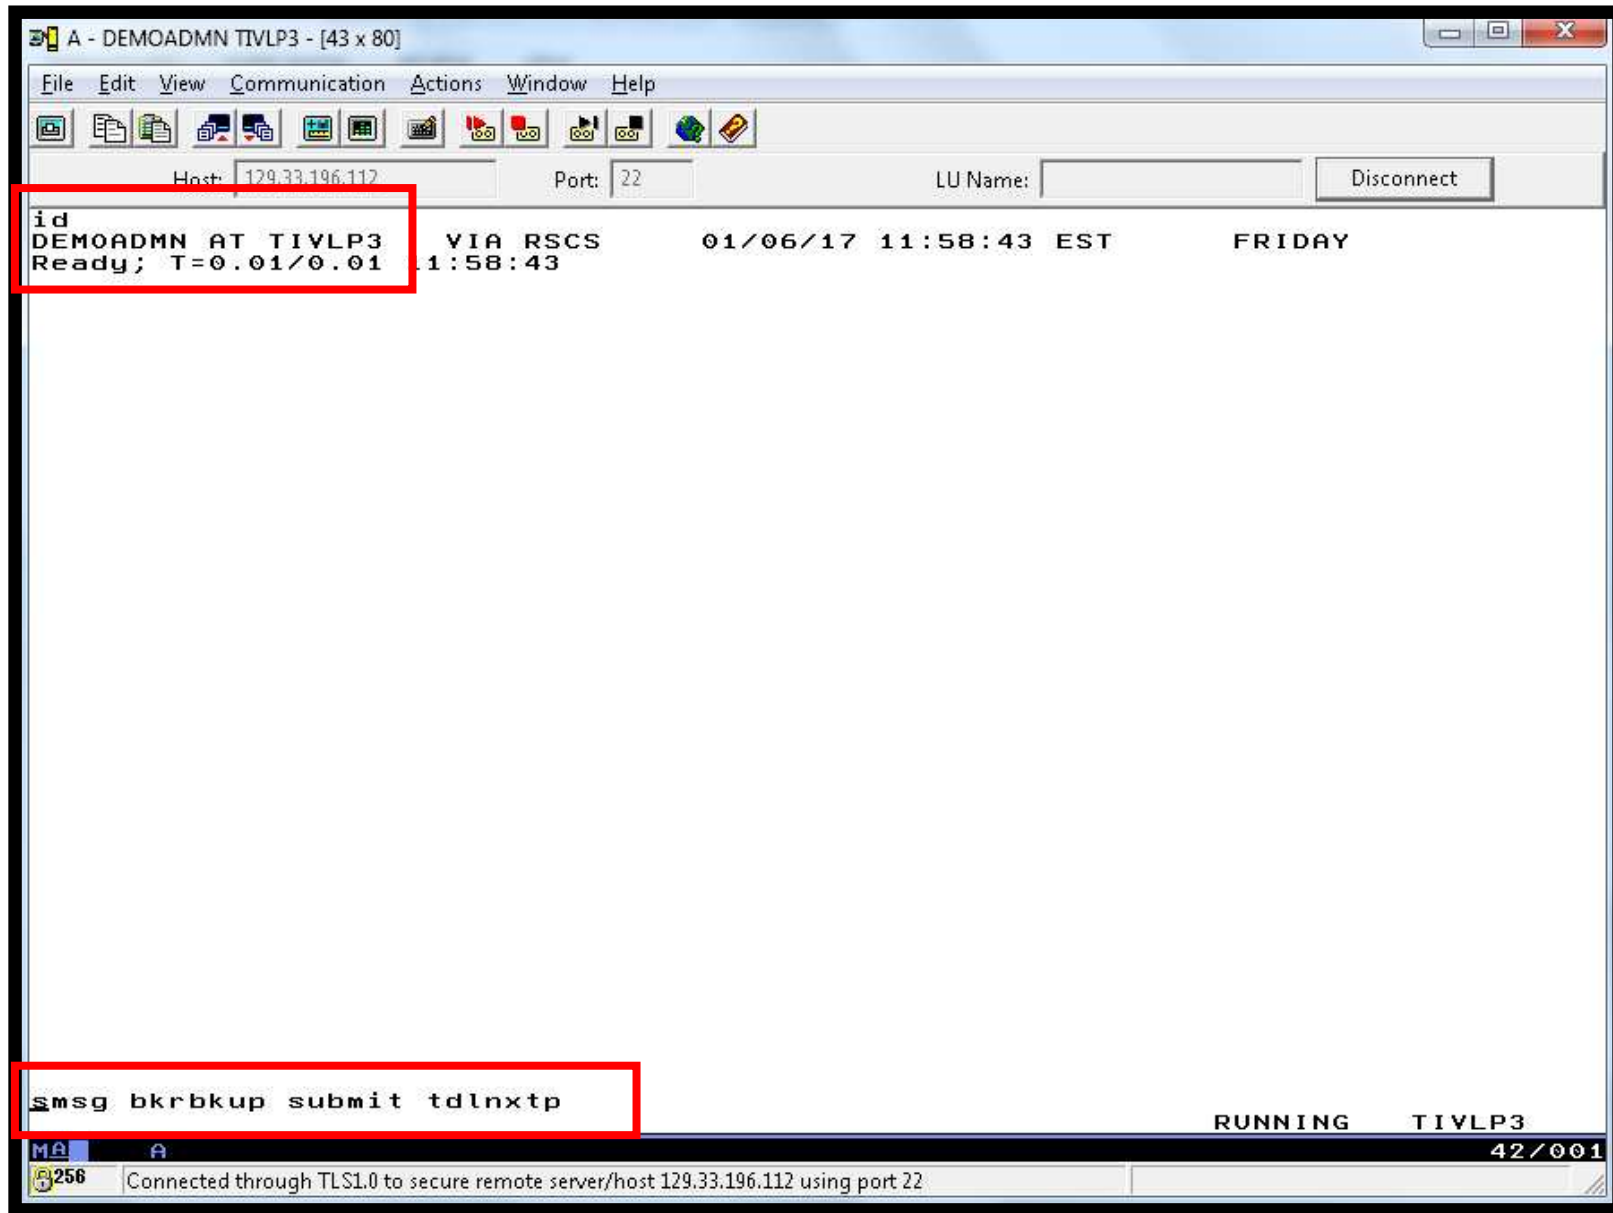 A - DEMOADMN TIVLP3 - [43 x 80]
File Edit View Communication Actions Window Help
Host: 129.33.196.112 Port: 22 LU Name: Disconnect
id
DEMOADMN AT TIVLP3 VIA RSCS 01/06/17 11:58:43 EST FRIDAY
Ready; T=0.01/0.01 11:58:43
smsg bkrbkup submit tdlnxtp
RUNNING TIVLP3
MA A 42/001
256 Connected through TLS1.0 to secure remote server/host 129.33.196.112 using port 22